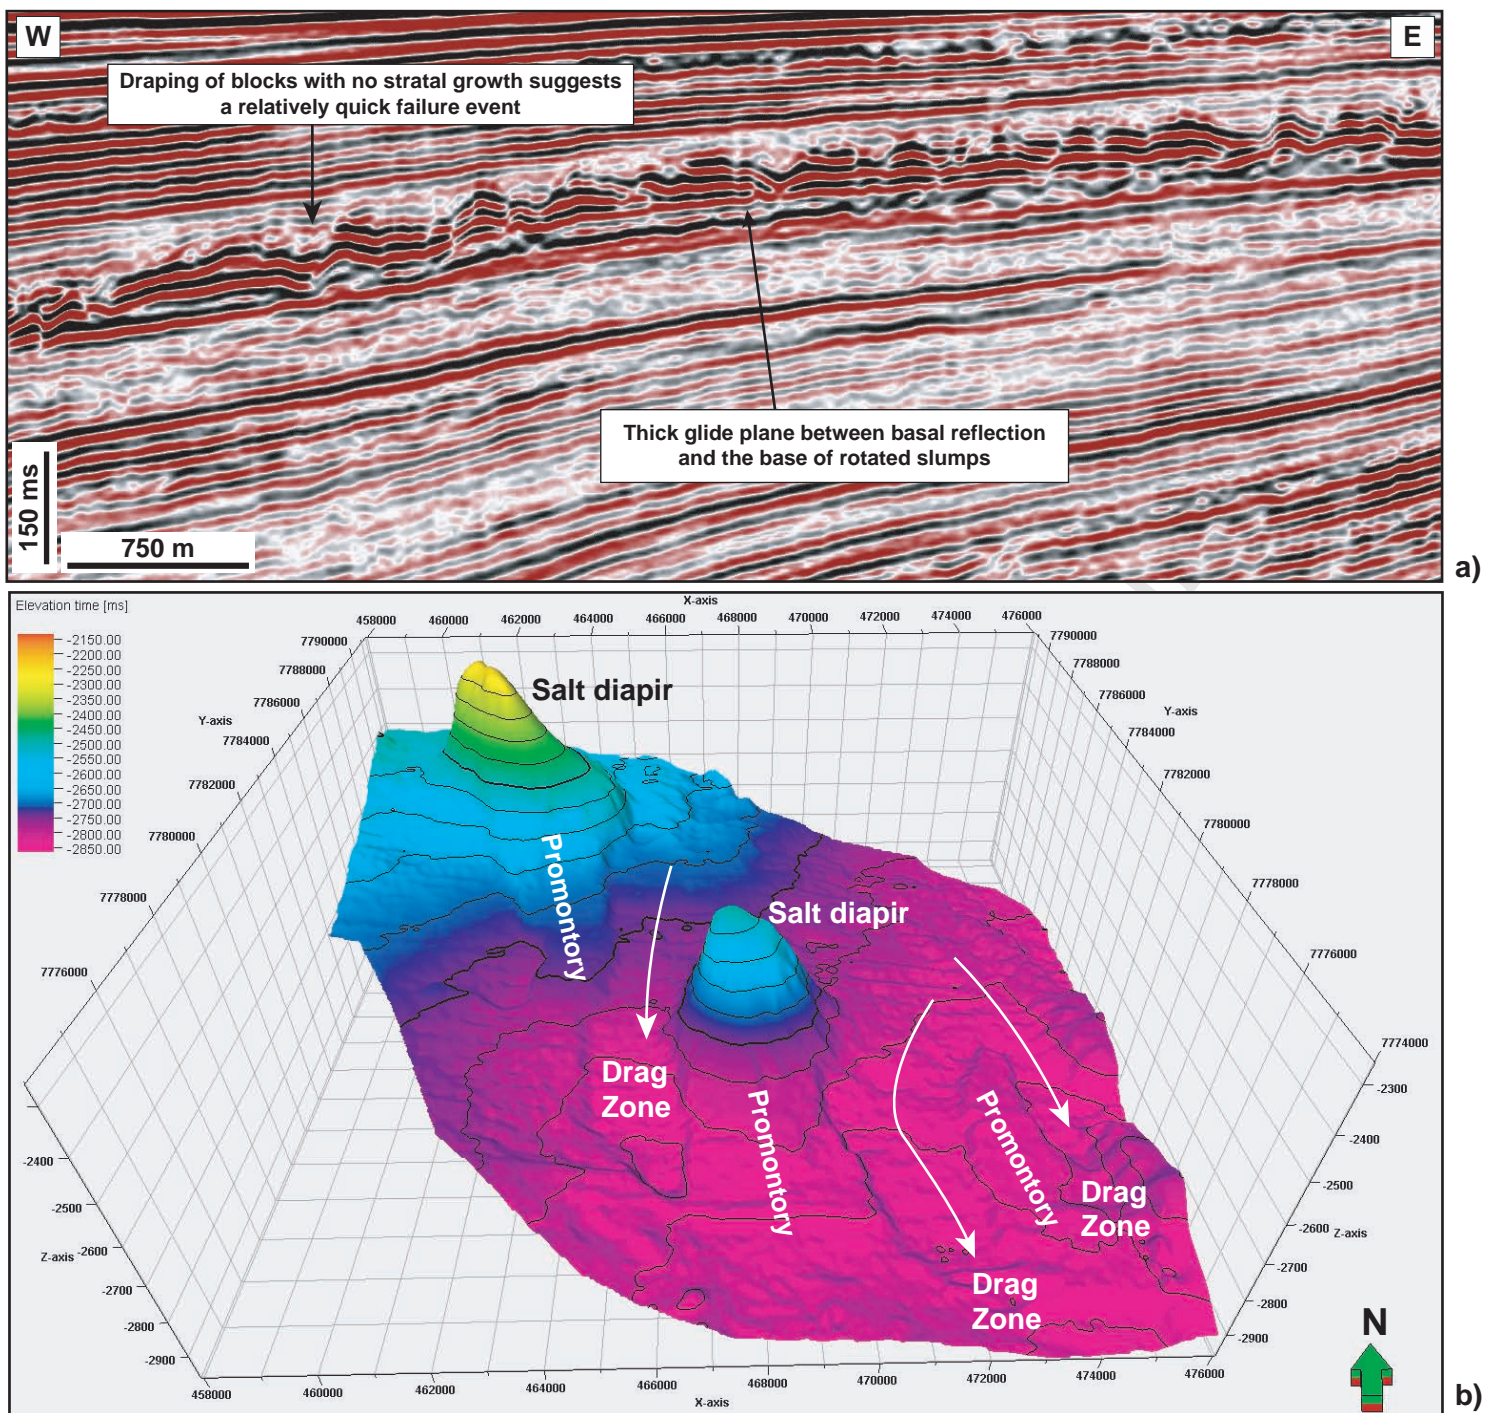 W
E
Draping of blocks with no stratal growth suggests
a relatively quick failure event
Thick glide plane between basal reflection
and the base of rotated slumps
150 ms
750 m
a)
Elevation time [ms]
-2150.00
-2200.00
-2250.00
-2300.00
-2350.00
-2400.00
-2450.00
-2500.00
-2550.00
-2600.00
-2650.00
-2700.00
-2750.00
-2800.00
-2850.00
X-axis
458000
460000
462000
464000
466000
468000
470000
472000
474000
476000
7790000
7788000
7786000
Y-axis
7784000
7782000
7780000
7778000
7776000
7790000
7788000
7786000
Y-axis
7784000
7782000
7780000
7778000
7776000
7774000
Salt diapir
Promontory
Salt diapir
Drag
Zone
Promontory
Promontory
Drag
Zone
Drag
Zone
-2400
-2500
Z-axis
-2600
-2700
-2800
-2900
-2300
-2400
-2500
-2600
Z-axis
-2800
-2900
458000
460000
462000
464000
466000
468000
470000
472000
474000
476000
X-axis
N
b)